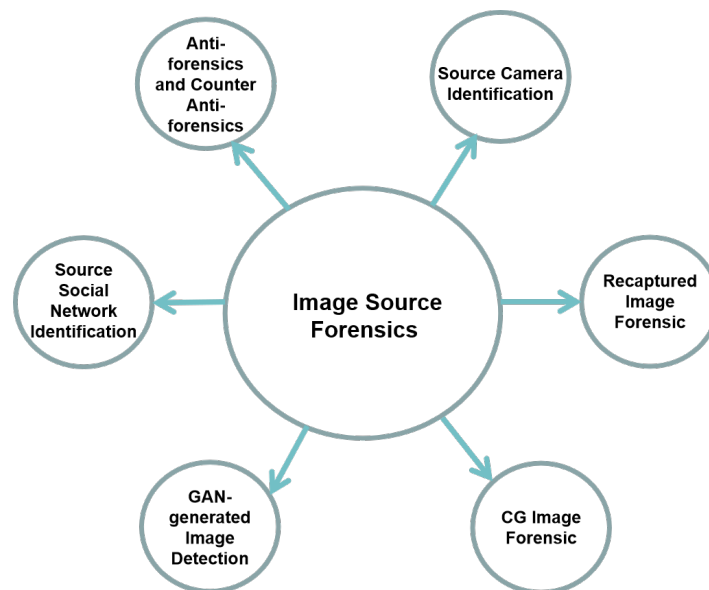 Anti-
forensics
and Counter
Anti-
forensics
Source Camera
Identification
Source
Social
Network
Identification
Image Source
Forensics
Recaptured
Image
Forensic
GAN-
generated
Image
Detection
CG Image
Forensic